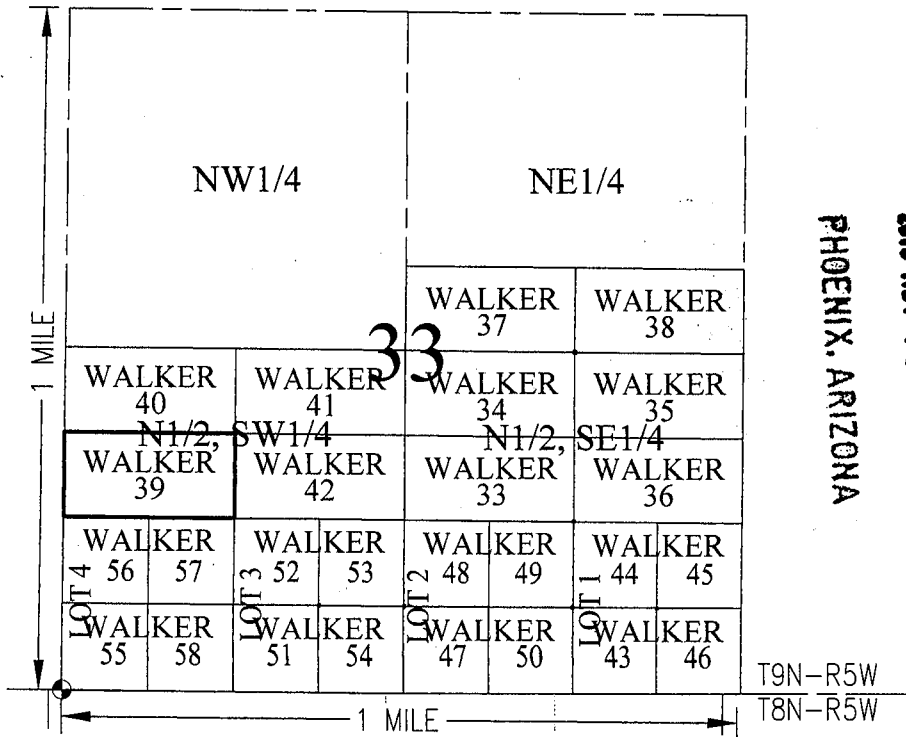 NW1/4 NE1/4
1 MILE
PHOENIX, ARIZONA
WALKER WALKER
37 38
33
WALKER WALKER WALKER WALKER
40 41 34 35
N1/2, SW1/4 N1/2, SE1/4
WALKER WALKER WALKER WALKER
39 42 33 36
WALKER WALKER WALKER WALKER
56 57 52 53 48 49 44 45
LOT 4 LOT 3 LOT 2 LOT 1
WALKER WALKER WALKER WALKER
55 58 51 54 47 50 43 46
T9N-R5W
T8N-R5W
1 MILE